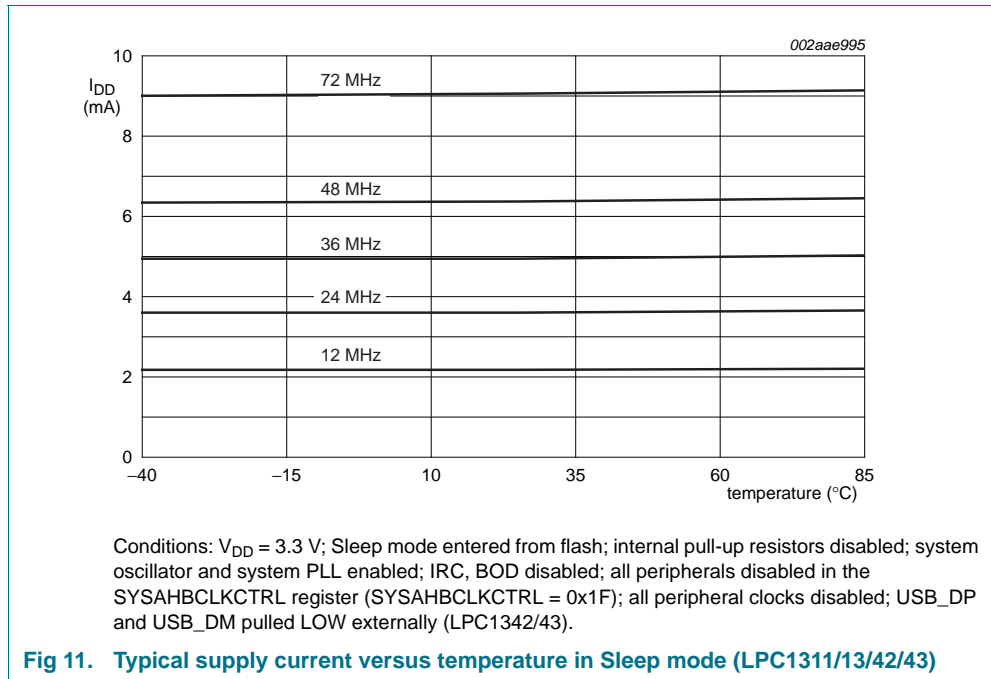 002aae995
10
I_DD
(mA)
8
6
4
2
0
72 MHz
48 MHz
36 MHz
24 MHz
12 MHz
−40
−15
10
35
60
85
temperature (°C)
Conditions: V_DD = 3.3 V; Sleep mode entered from flash; internal pull-up resistors disabled; system
oscillator and system PLL enabled; IRC, BOD disabled; all peripherals disabled in the
SYSAHBCLKCTRL register (SYSAHBCLKCTRL = 0x1F); all peripheral clocks disabled; USB_DP
and USB_DM pulled LOW externally (LPC1342/43).
Fig 11. Typical supply current versus temperature in Sleep mode (LPC1311/13/42/43)